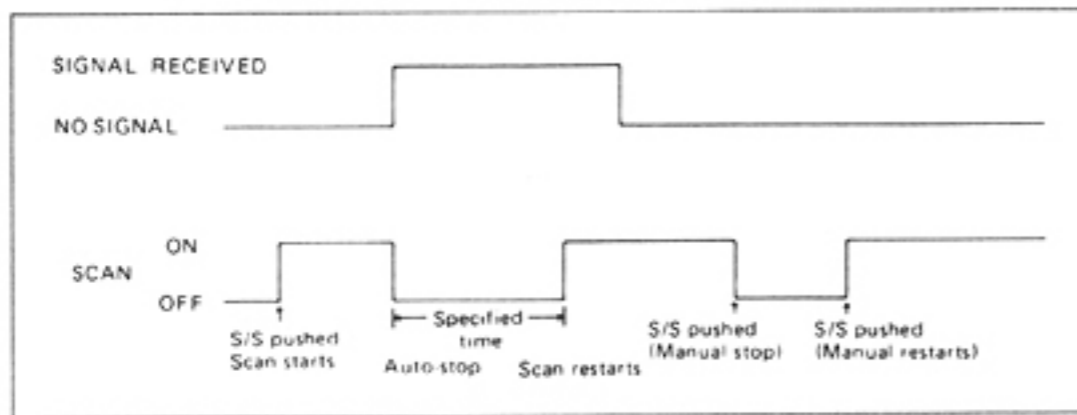 SIGNAL RECEIVED
NO SIGNAL
ON
SCAN
OFF
S/S pushed
Scan starts
Specified
time
Auto-stop
Scan restarts
S/S pushed
(Manual stop)
S/S pushed
(Manual restarts)